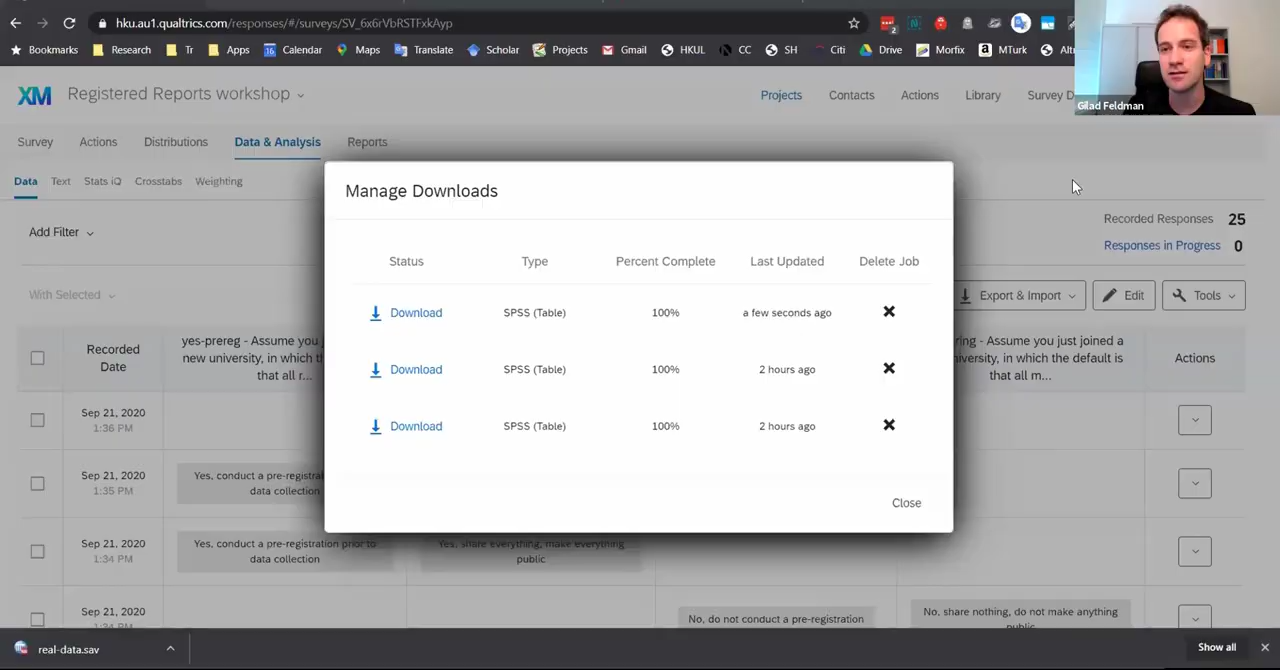 hku.au1.qualtrics.com/responses/#/surveys/SV_6x6rVbRSTFxkAyp
2
Bookmarks Research Tr Apps 16 Calendar Maps Translate Scholar Projects Gmail HKUL CC SH Citi Drive Morfix a MTurk
Gilad Feldman
XM Registered Reports workshop Projects Contacts Actions Library Survey D
Survey Actions Distributions Data & Analysis Reports
Data Text Stats iQ Crosstabs Weighting
Manage Downloads
Recorded Responses 25
Add Filter
Responses in Progress 0
Status Type Percent Complete Last Updated Delete Job
With Selected
Export & Import Edit Tools
Download SPSS (Table) 100% a few seconds ago
Recorded Date
yes-prereg - Assume you j
new university, in which th
that all r...
ring - Assume you just joined a
iversity, in which the default is
that all m...
Actions
Download SPSS (Table) 100% 2 hours ago
Sep 21, 2020
1:36 PM
Download SPSS (Table) 100% 2 hours ago
Sep 21, 2020
1:35 PM
Yes, conduct a pre-registrat
data collection
Close
Sep 21, 2020
1:34 PM
Yes, conduct a pre-registration prior to
data collection
Yes, share everything, make everything
public
Sep 21, 2020
1:34 PM
No, do not conduct a pre-registration
No, share nothing, do not make anything
public
real-data.sav
Show all